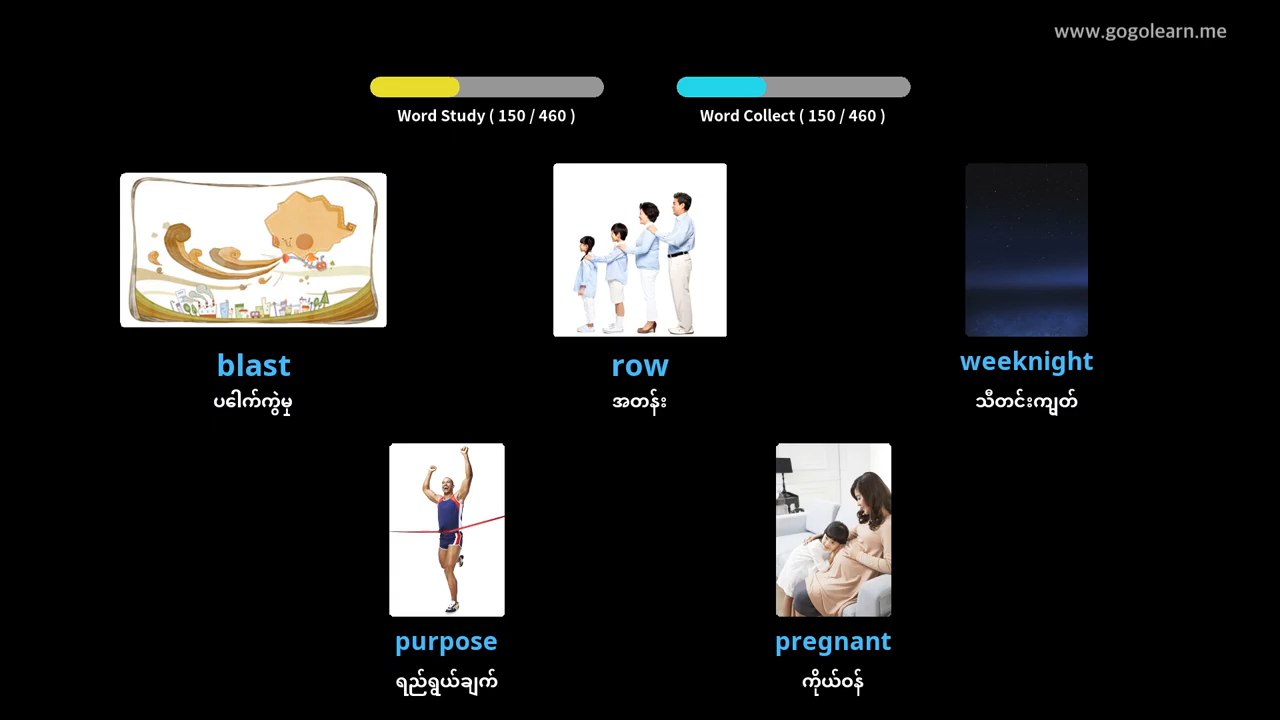 www.gogolearn.me
Word Study ( 150 / 460 )
Word Collect ( 150 / 460 )
blast
ပေါက်ကွဲမှု
row
အတန်း
weeknight
သီတင်းကျတ်
purpose
ရည်ရွယ်ချက်
pregnant
ကိုယ်ဝန်